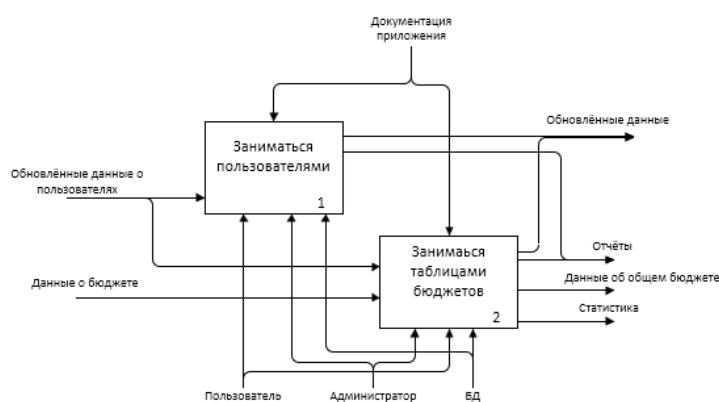 Документация
приложения
Обновлённые данные
Заниматься
пользователями
1
Обновлённые данные о
пользователях
Занимаься
таблицами
бюджетов
2
Отчёты
Данные о бюджете
Данные об общем бюджете
Статистика
Пользователь
Администратор
БД